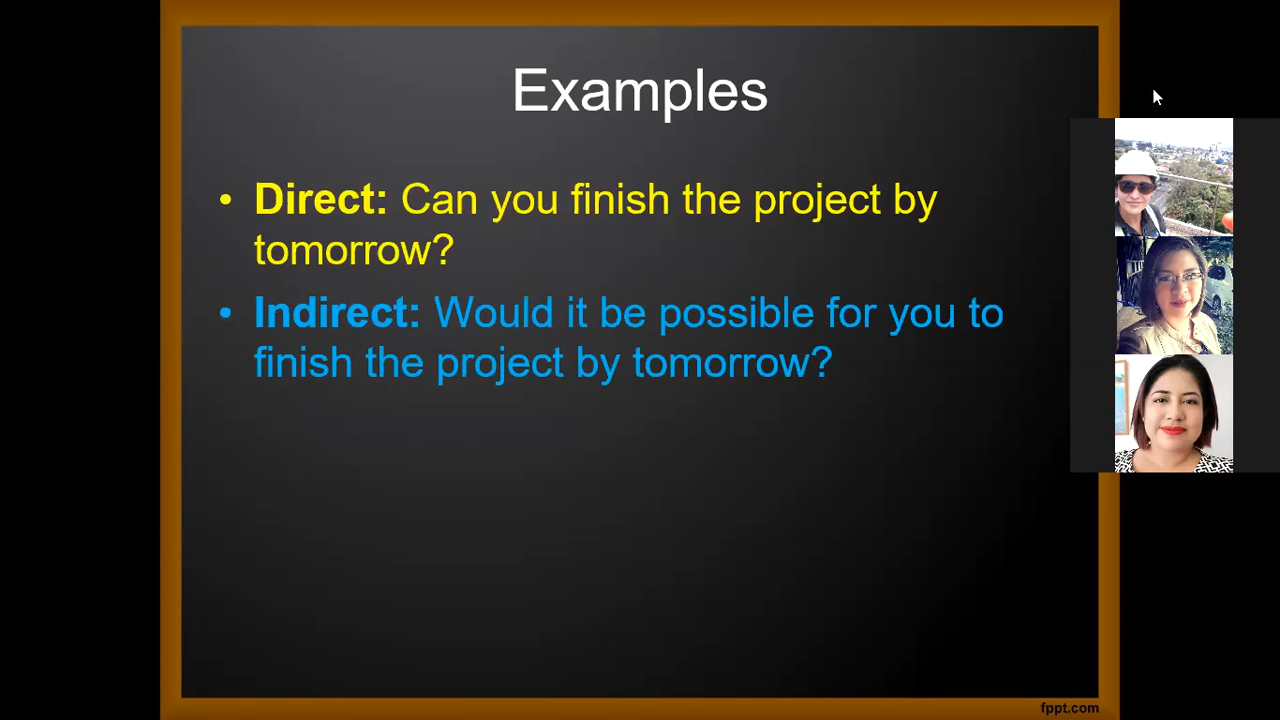 Examples
• Direct: Can you finish the project by
tomorrow?
• Indirect: Would it be possible for you to
finish the project by tomorrow?
fppt.com